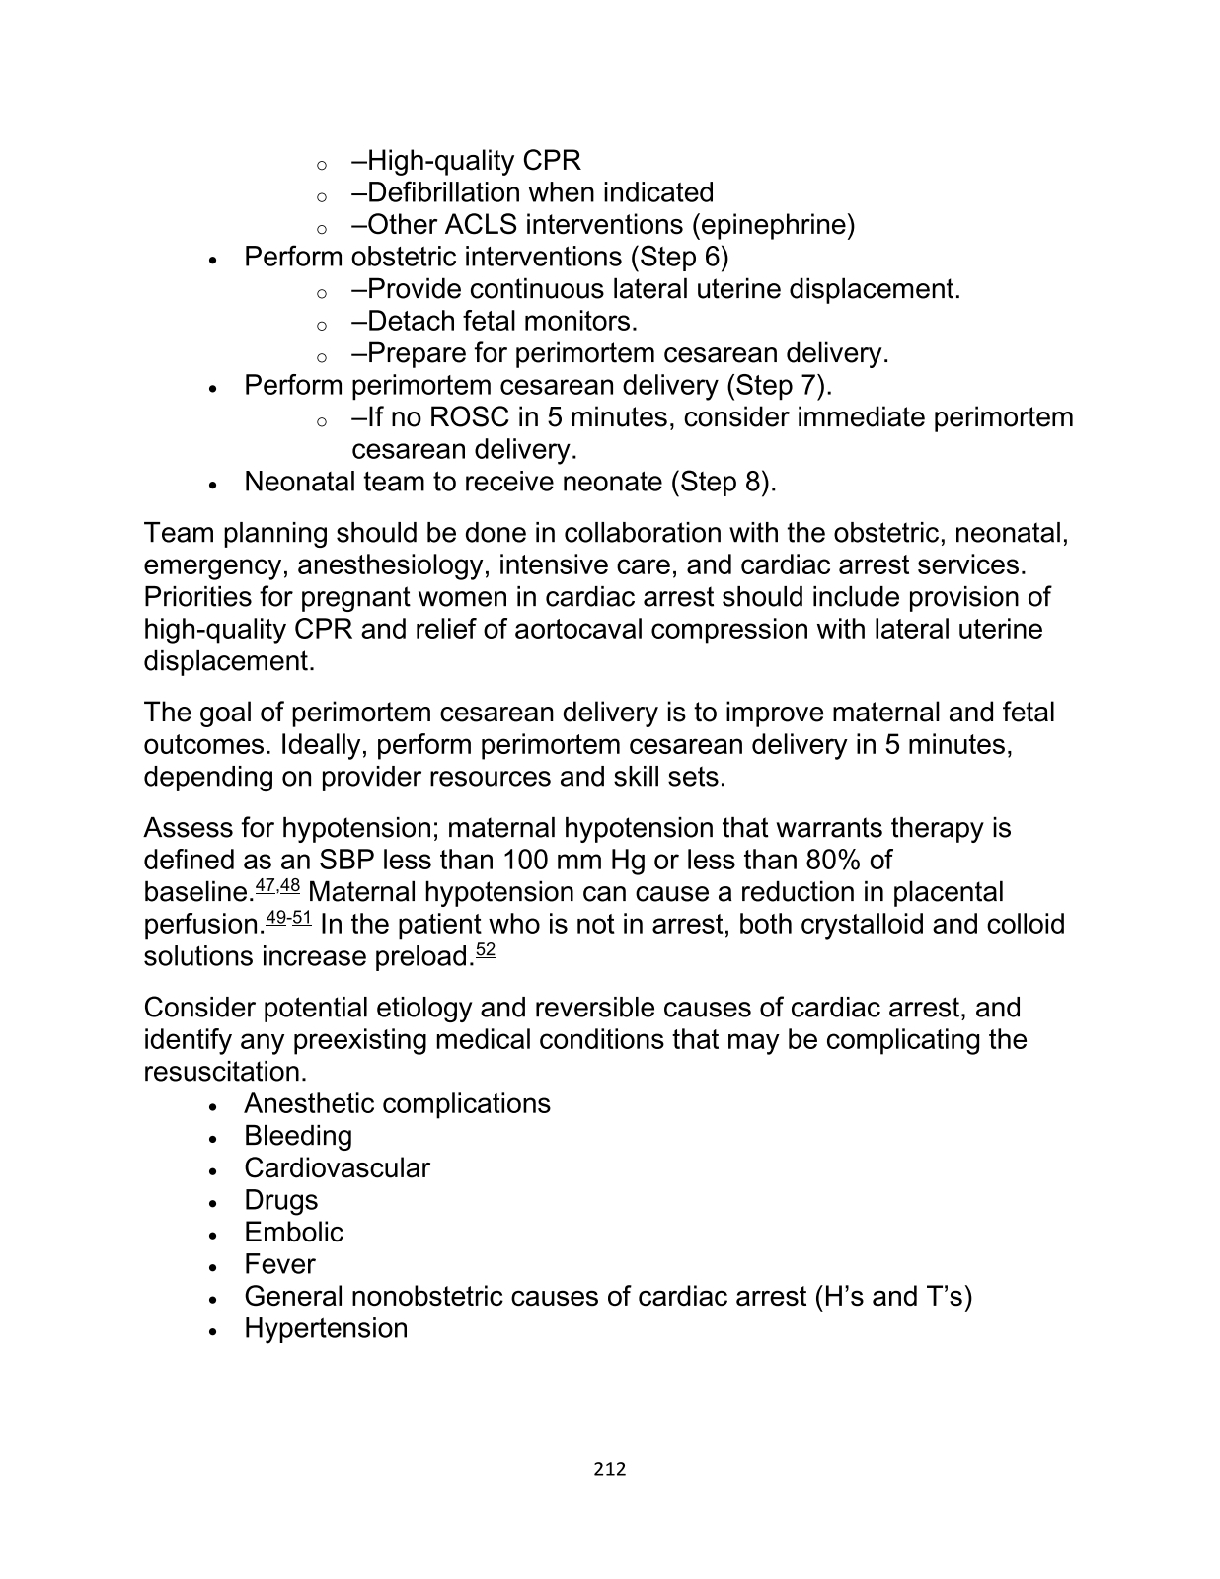 ○ –High-quality CPR
○ –Defibrillation when indicated
○ –Other ACLS interventions (epinephrine)
• Perform obstetric interventions (Step 6)
○ –Provide continuous lateral uterine displacement.
○ –Detach fetal monitors.
○ –Prepare for perimortem cesarean delivery.
• Perform perimortem cesarean delivery (Step 7).
○ –If no ROSC in 5 minutes, consider immediate perimortem
cesarean delivery.
• Neonatal team to receive neonate (Step 8).
Team planning should be done in collaboration with the obstetric, neonatal,
emergency, anesthesiology, intensive care, and cardiac arrest services.
Priorities for pregnant women in cardiac arrest should include provision of
high-quality CPR and relief of aortocaval compression with lateral uterine
displacement.
The goal of perimortem cesarean delivery is to improve maternal and fetal
outcomes. Ideally, perform perimortem cesarean delivery in 5 minutes,
depending on provider resources and skill sets.
Assess for hypotension; maternal hypotension that warrants therapy is
defined as an SBP less than 100 mm Hg or less than 80% of
baseline.47,48 Maternal hypotension can cause a reduction in placental
perfusion.49-51 In the patient who is not in arrest, both crystalloid and colloid
solutions increase preload.52
Consider potential etiology and reversible causes of cardiac arrest, and
identify any preexisting medical conditions that may be complicating the
resuscitation.
• Anesthetic complications
• Bleeding
• Cardiovascular
• Drugs
• Embolic
• Fever
• General nonobstetric causes of cardiac arrest (H’s and T’s)
• Hypertension
212